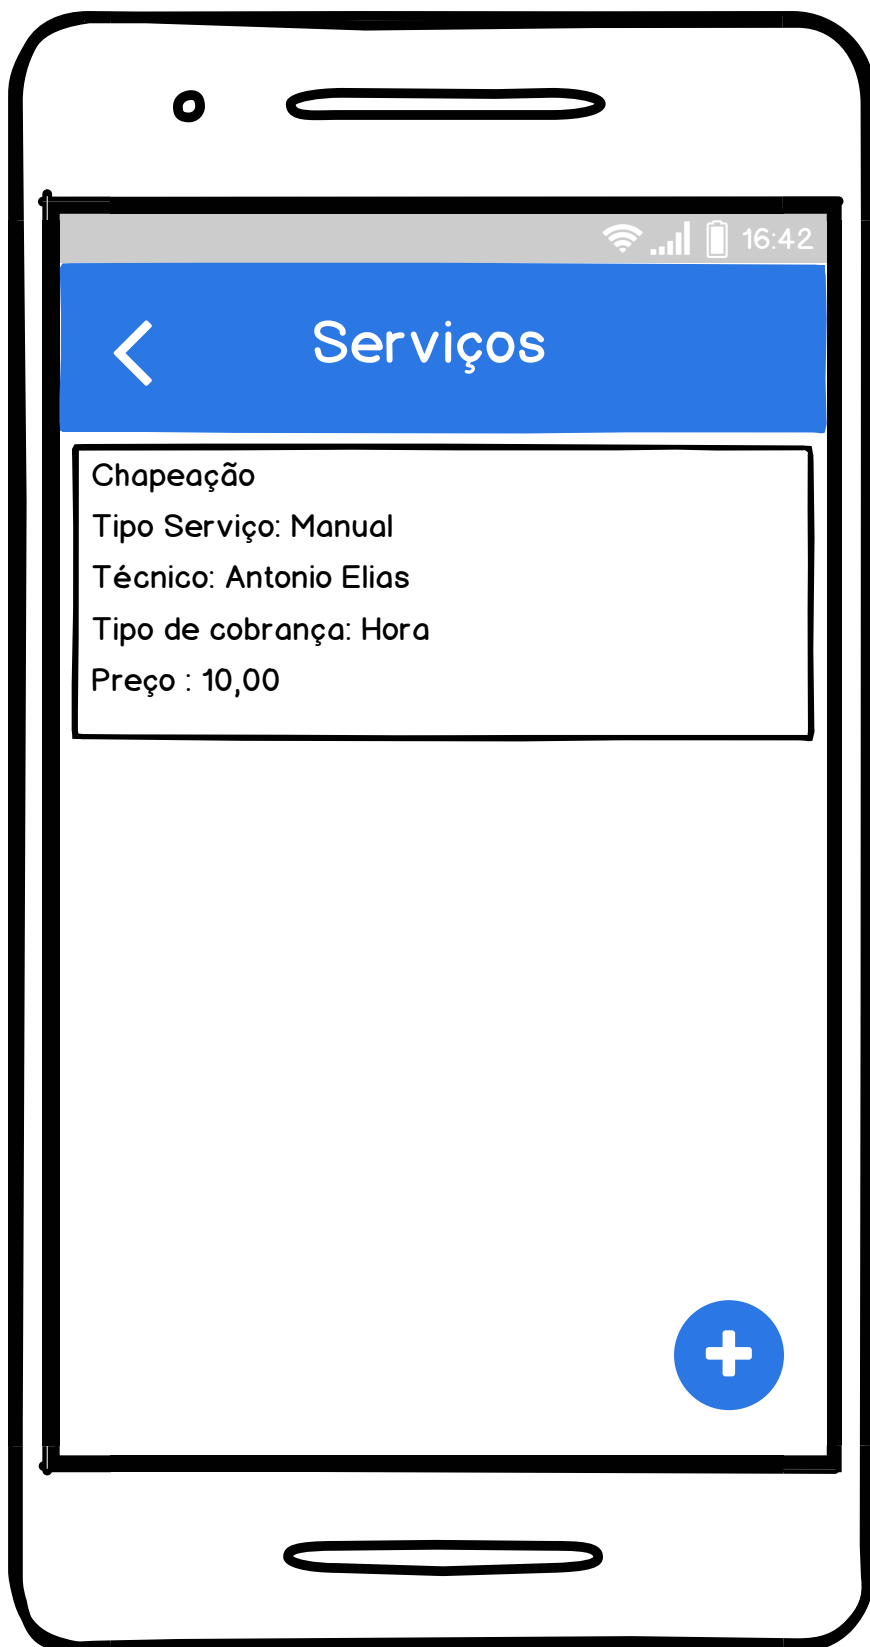 16:42
Serviços
Chapeação
Tipo Serviço: Manual
Técnico: Antonio Elias
Tipo de cobrança: Hora
Preço : 10,00